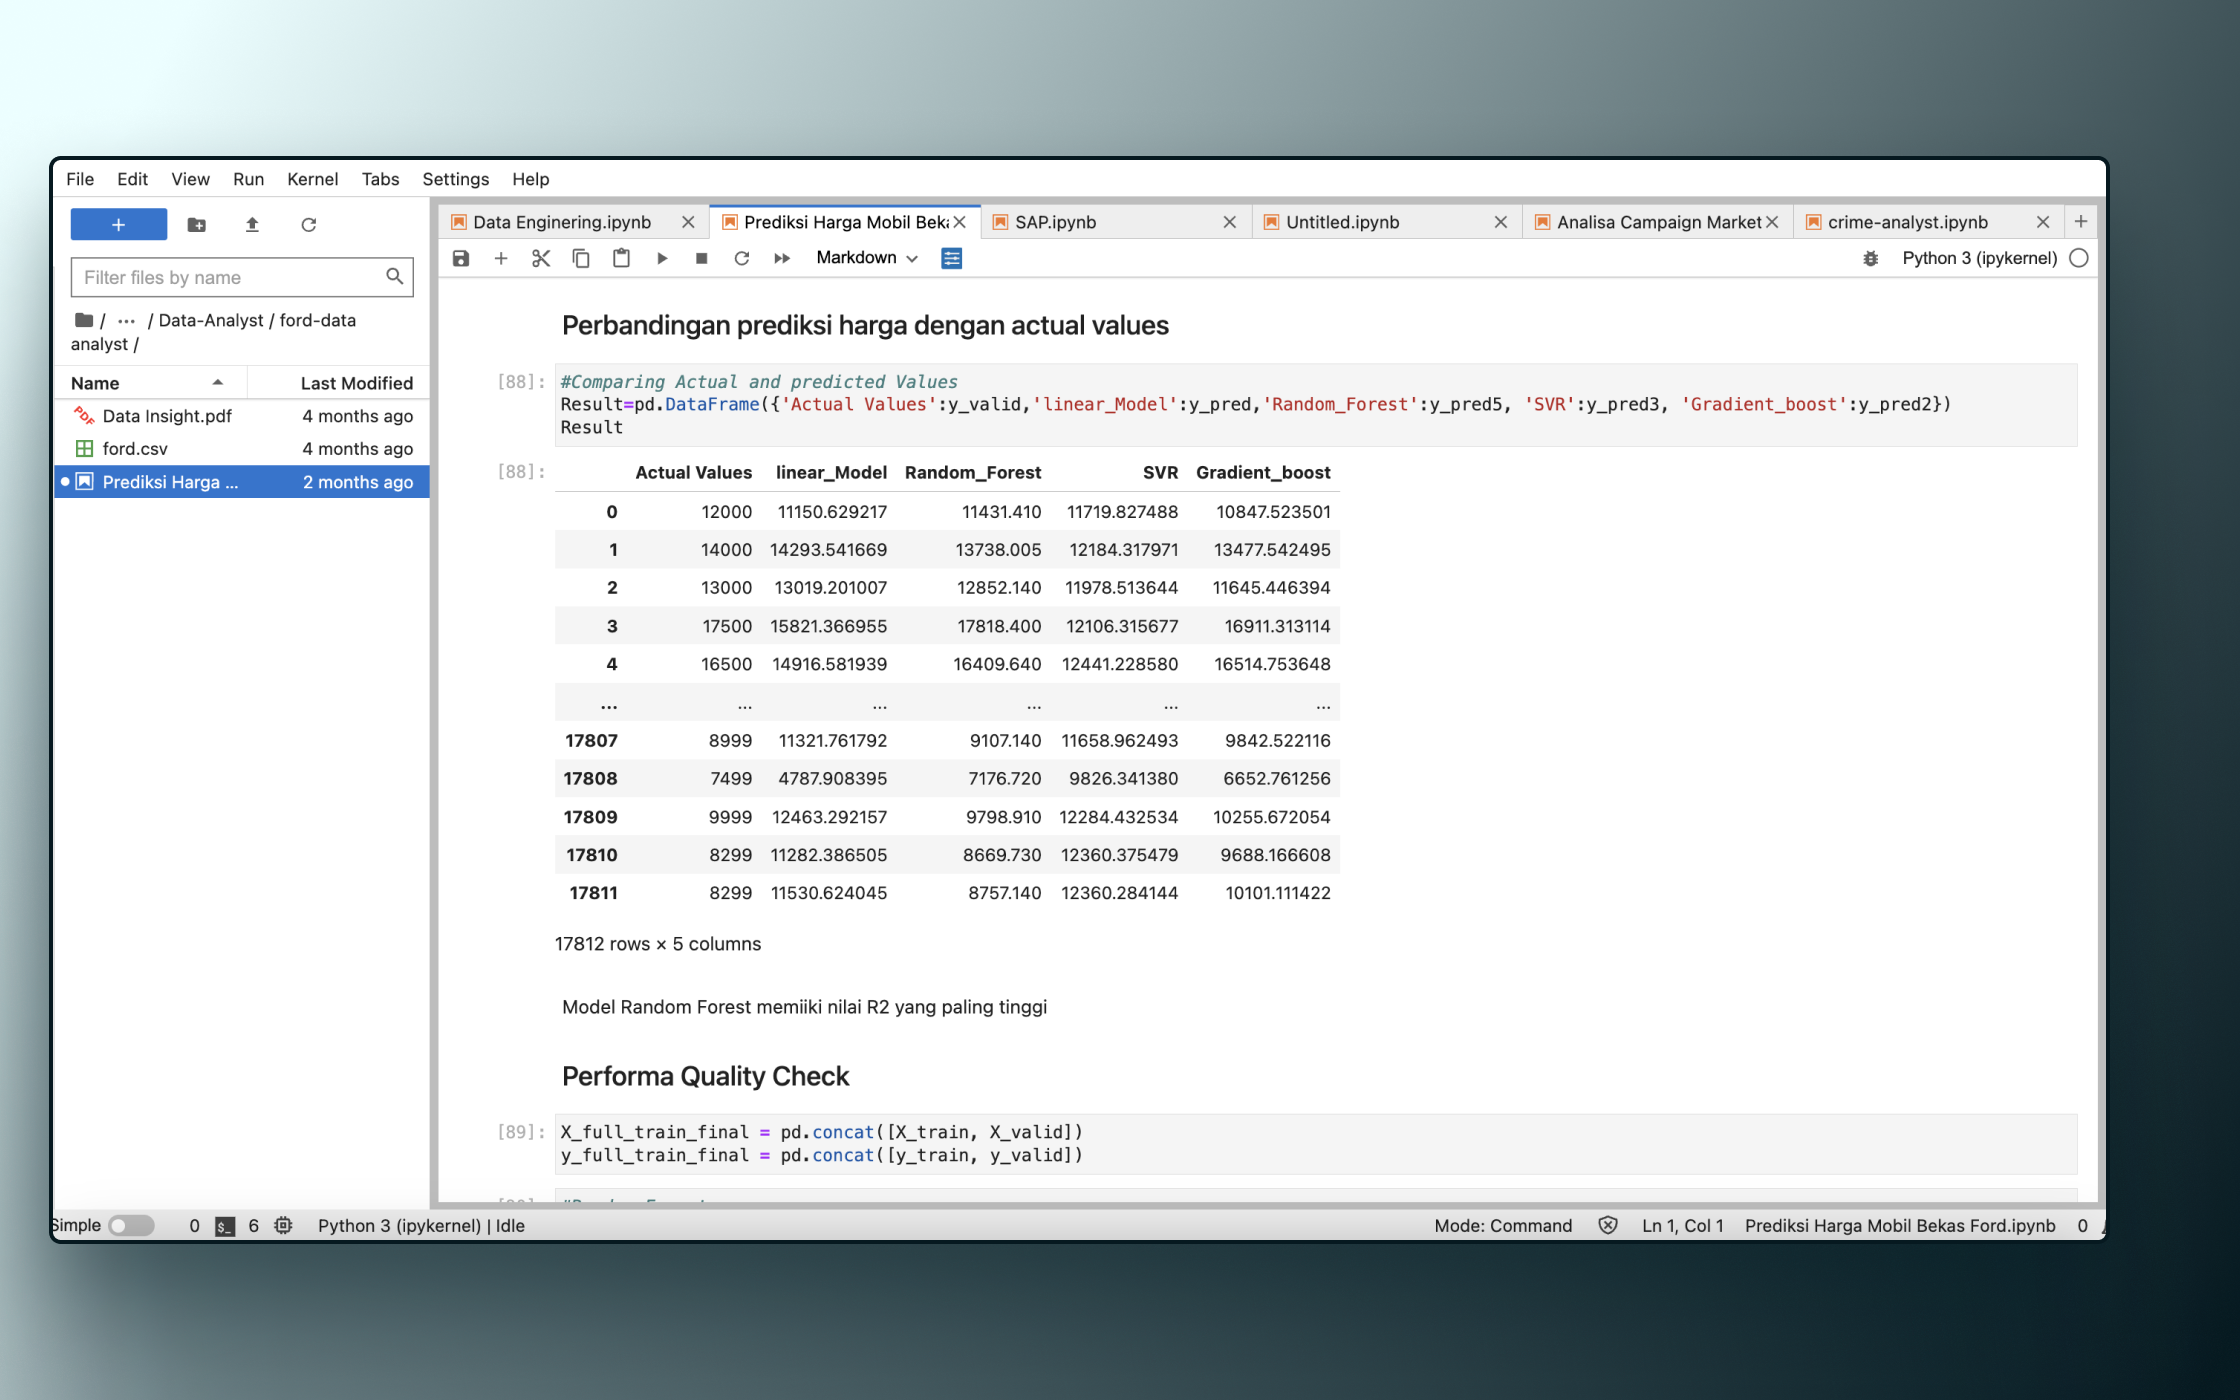 File Edit View Run Kernel Tabs Settings Help
+
Filter files by name
/ ... / Data-Analyst / ford-data
analyst /
Name Last Modified
Data Insight.pdf 4 months ago
ford.csv 4 months ago
Prediksi Harga ... 2 months ago
Data Enginering.ipynb Prediksi Harga Mobil Beka SAP.ipynb Untitled.ipynb Analisa Campaign Market crime-analyst.ipynb +
Markdown Python 3 (ipykernel)
Perbandingan prediksi harga dengan actual values
[88]: #Comparing Actual and predicted Values
Result=pd.DataFrame({'Actual Values':y_valid,'linear_Model':y_pred,'Random_Forest':y_pred5, 'SVR':y_pred3, 'Gradient_boost':y_pred2})
Result
[88]: Actual Values linear_Model Random_Forest SVR Gradient_boost
0 12000 11150.629217 11431.410 11719.827488 10847.523501
1 14000 14293.541669 13738.005 12184.317971 13477.542495
2 13000 13019.201007 12852.140 11978.513644 11645.446394
3 17500 15821.366955 17818.400 12106.315677 16911.313114
4 16500 14916.581939 16409.640 12441.228580 16514.753648
... ... ... ... ... ...
17807 8999 11321.761792 9107.140 11658.962493 9842.522116
17808 7499 4787.908395 7176.720 9826.341380 6652.761256
17809 9999 12463.292157 9798.910 12284.432534 10255.672054
17810 8299 11282.386505 8669.730 12360.375479 9688.166608
17811 8299 11530.624045 8757.140 12360.284144 10101.111422
17812 rows × 5 columns
Model Random Forest memiiki nilai R2 yang paling tinggi
Performa Quality Check
[89]: X_full_train_final = pd.concat([X_train, X_valid])
y_full_train_final = pd.concat([y_train, y_valid])
Simple 0 $_ 6 Python 3 (ipykernel) | Idle Mode: Command Ln 1, Col 1 Prediksi Harga Mobil Bekas Ford.ipynb 0